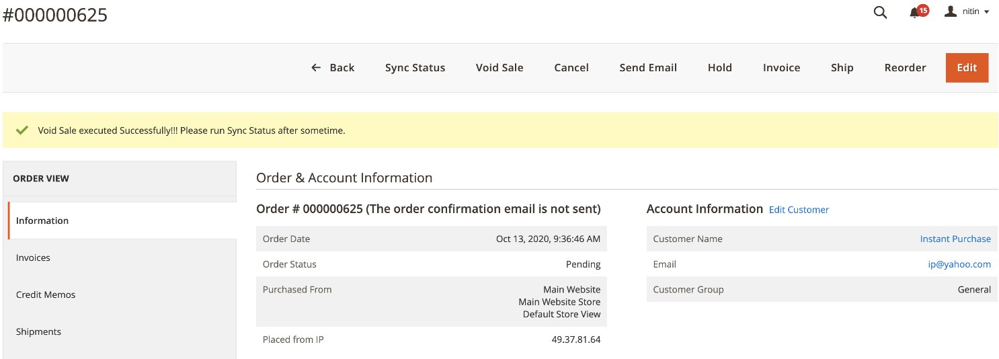 #000000625
15
nitin
Back
Sync Status
Void Sale
Cancel
Send Email
Hold
Invoice
Ship
Reorder
Edit
Void Sale executed Successfully!!! Please run Sync Status after sometime.
ORDER VIEW
Information
Invoices
Credit Memos
Shipments
Order & Account Information
Order # 000000625 (The order confirmation email is not sent)
Order Date Oct 13, 2020, 9:36:46 AM
Order Status Pending
Purchased From Main Website
Main Website Store
Default Store View
Placed from IP 49.37.81.64
Account Information Edit Customer
Customer Name Instant Purchase
Email ip@yahoo.com
Customer Group General